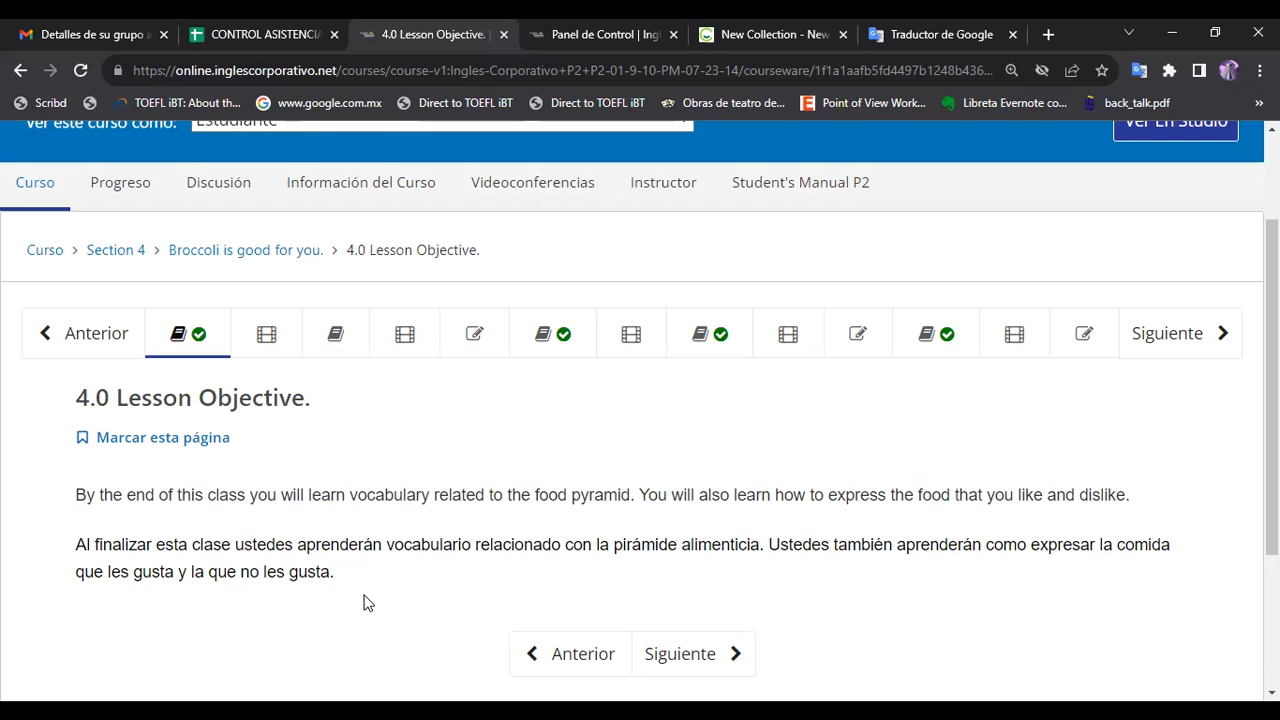 Detalles de su grupo a
CONTROL ASISTENCIA
4.0 Lesson Objective. |
Panel de Control | Ingl
New Collection - New
Traductor de Google
https://online.inglescorporativo.net/courses/course-v1:Ingles-Corporativo+P2+P2-01-9-10-PM-07-23-14/courseware/1f1a1aafb5fd4497b1248b436...
Scribd
TOEFL iBT: About th...
www.google.com.mx
Direct to TOEFL iBT
Direct to TOEFL iBT
Obras de teatro de...
Point of View Work...
Libreta Evernote co...
back_talk.pdf
»
Ver este curso como:
Estudiante
Ver En Studio
Curso
Progreso
Discusión
Información del Curso
Videoconferencias
Instructor
Student's Manual P2
Curso > Section 4 > Broccoli is good for you. > 4.0 Lesson Objective.
Anterior
Siguiente
4.0 Lesson Objective.
Marcar esta página
By the end of this class you will learn vocabulary related to the food pyramid. You will also learn how to express the food that you like and dislike.
Al finalizar esta clase ustedes aprenderán vocabulario relacionado con la pirámide alimenticia. Ustedes también aprenderán como expresar la comida
que les gusta y la que no les gusta.
Anterior
Siguiente